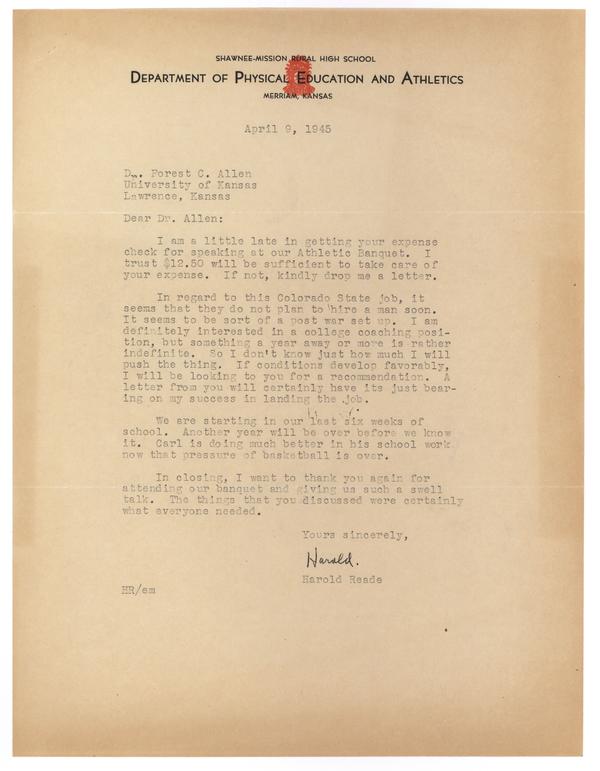 SHAWNEE-MISSION RURAL HIGH SCHOOL
DEPARTMENT OF PHYSICAL EDUCATION AND ATHLETICS
MERRIAM, KANSAS
April 9, 1945
Dr. Forest C. Allen
University of Kansas
Lawrence, Kansas
Dear Dr. Allen:
I am a little late in getting your expense
check for speaking at our Athletic Banquet. I
trust $12.50 will be sufficient to take care of
your expense. If not, kindly drop me a letter.
In regard to this Colorado State job, it
seems that they do not plan to hire a man soon.
It seems to be sort of a post war set up. I am
definitely interested in a college coaching posi-
tion, but something a year away or more is rather
indefinite. So I don't know just how much I will
push the thing. If conditions develop favorably,
I will be looking to you for a recommendation. A
letter from you will certainly have its just bear-
ing on my success in landing the job.
We are starting in our last six weeks of
school. Another year will be over before we know
it. Carl is doing much better in his school work
now that pressure of basketball is over.
In closing, I want to thank you again for
attending our banquet and giving us such a swell
talk. The things that you discussed were certainly
what everyone needed.
Yours sincerely,
Harold.
Harold Reade
HR/em